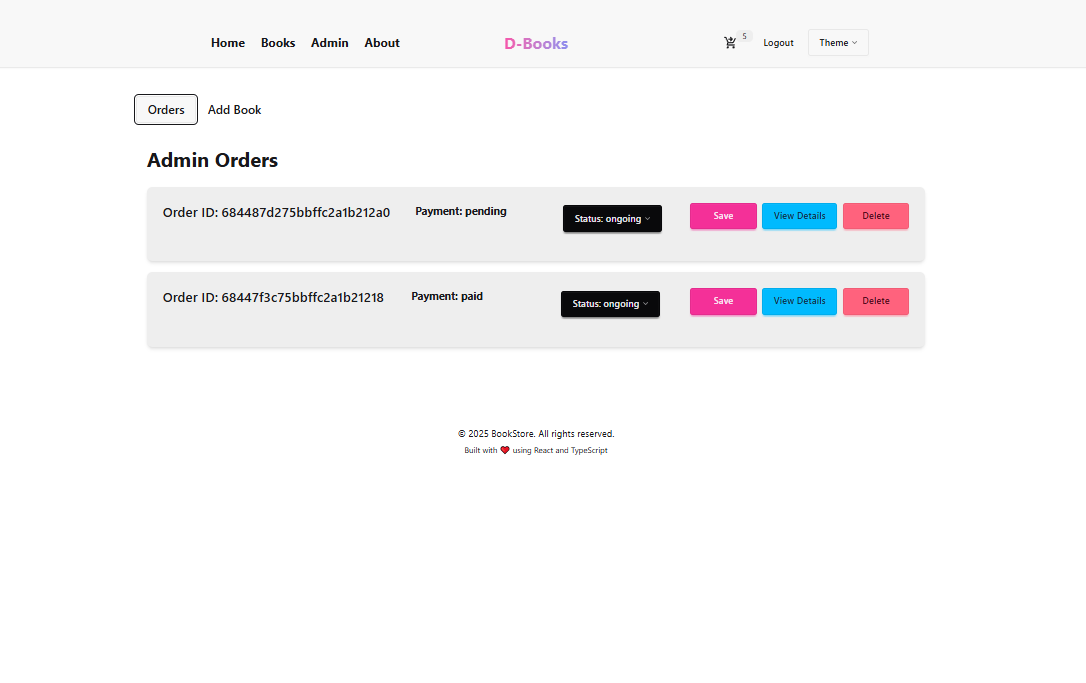 Home Books Admin About D-Books 5 Logout Theme
Orders Add Book
Admin Orders
Order ID: 684487d275bbffc2a1b212a0 Payment: pending Status: ongoing Save View Details Delete
Order ID: 68447f3c75bbffc2a1b21218 Payment: paid Status: ongoing Save View Details Delete
© 2025 BookStore. All rights reserved.
Built with ❤️ using React and TypeScript